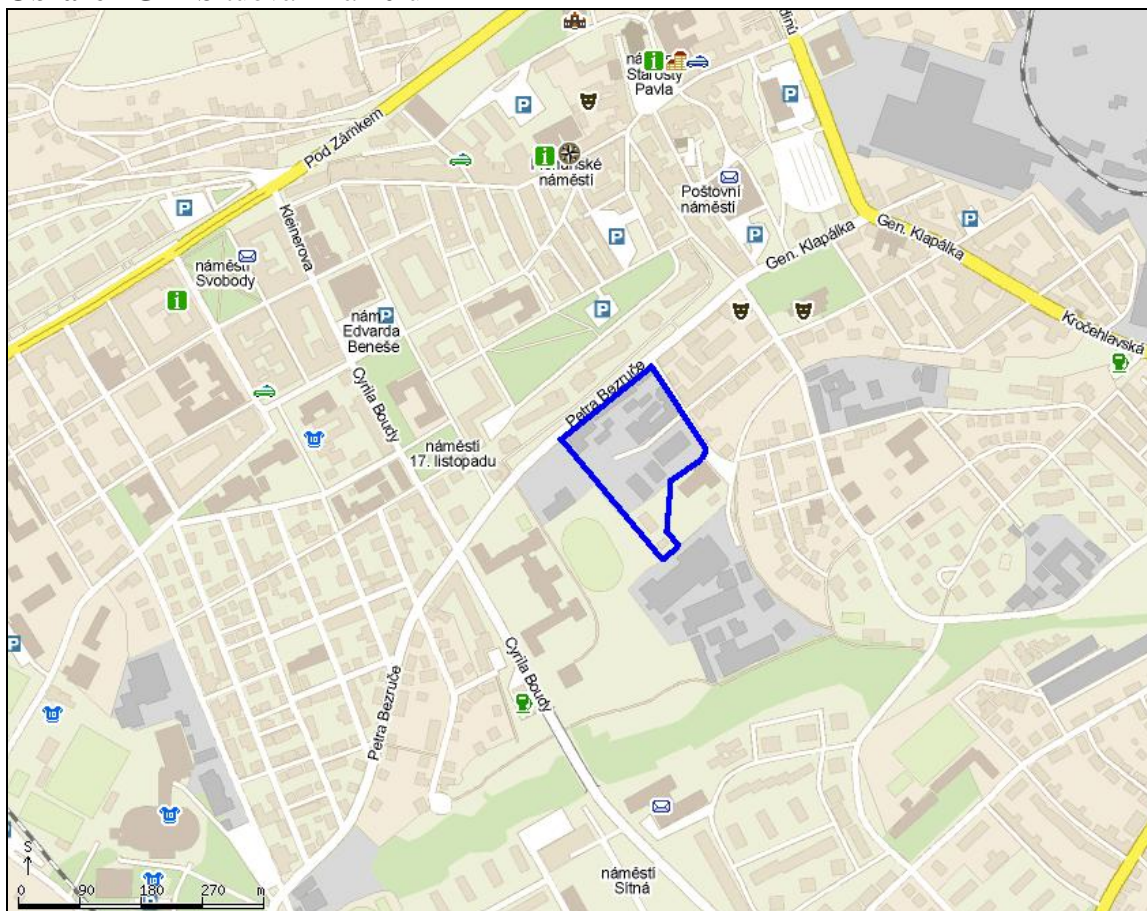 náměstí
Starosty
Pavla
Pod Zámkem
náměstí
Poštovní
náměstí
Kleinerova
Gen. Klapálka
Gen. Klapálka
náměstí
Svobody
Edvarda
Beneše
Kročehlavská
Petra Bezruče
Cyrila Boudy
náměstí
17. listopadu
Cyrila Boudy
Petra Bezruče
náměstí
Sítná
S
0 90 180 270 m